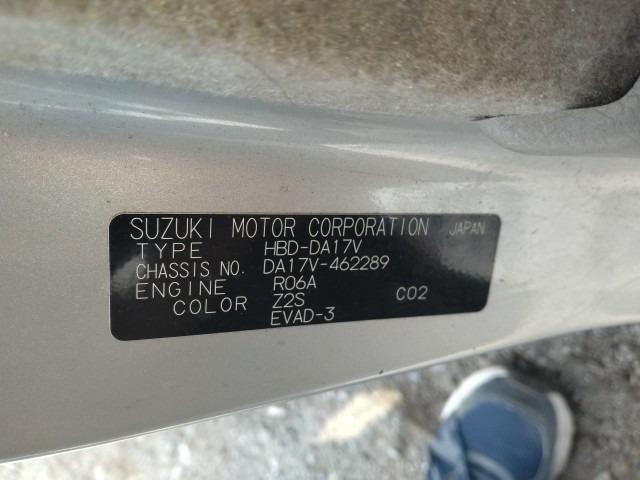 SUZUKI MOTOR CORPORATION JAPAN
TYPE HBD-DA17V
CHASSIS NO. DA17V-462289
ENGINE R06A
COLOR Z2S C02
EVAD-3